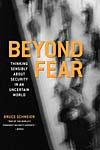 BEYOND
FEAR
THINKING
SENSIBLY
ABOUT
SECURITY
IN AN
UNCERTAIN
WORLD
BRUCE SCHNEIER